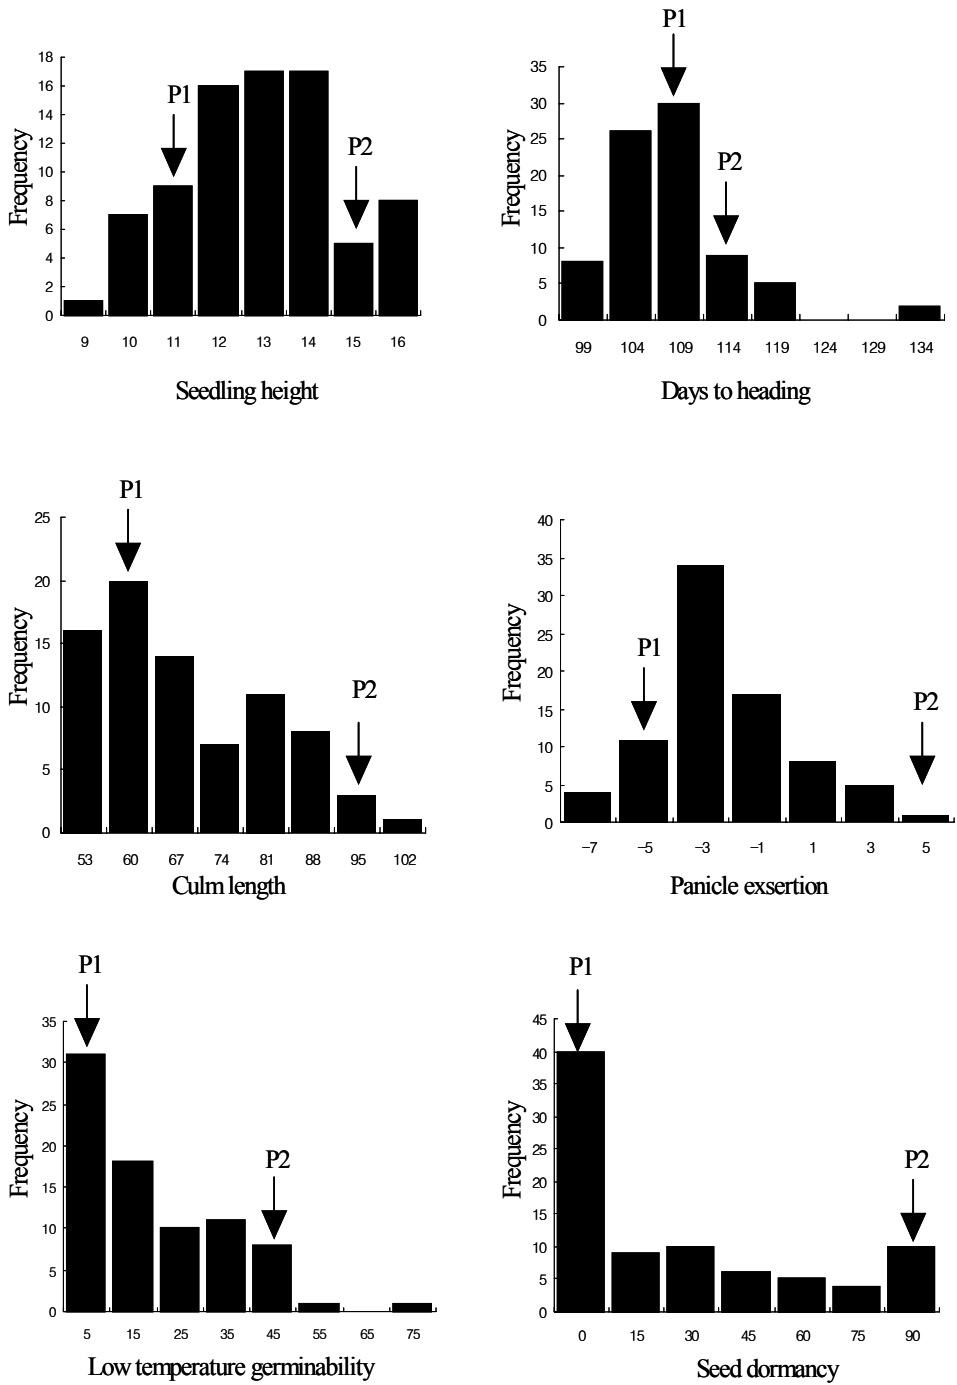 P1
P2
18
16
14
12
10
8
6
4
2
0
Frequency
9 10 11 12 13 14 15 16
Seedling height
P1
P2
35
30
25
20
15
10
5
0
Frequency
99 104 109 114 119 124 129 134
Days to heading
P1
P2
25
20
15
10
5
0
Frequency
53 60 67 74 81 88 95 102
Culm length
P1
P2
40
35
30
25
20
15
10
5
0
Frequency
−7 −5 −3 −1 1 3 5
Panicle exsertion
P1
P2
35
30
25
20
15
10
5
0
Frequency
5 15 25 35 45 55 65 75
Low temperature germinability
P1
P2
45
40
35
30
25
20
15
10
5
0
Frequency
0 15 30 45 60 75 90
Seed dormancy